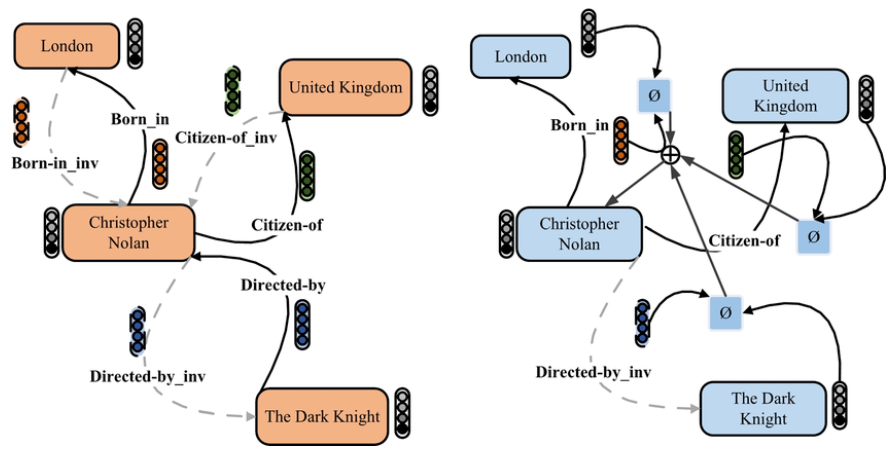 London
United Kingdom
Born_in
Citizen-of_inv
Born-in_inv
Christopher
Nolan
Citizen-of
Directed-by
Directed-by_inv
The Dark Knight
London
Ø
United
Kingdom
Born_in
Christopher
Nolan
Citizen-of
Ø
Ø
Directed-by_inv
The Dark
Knight